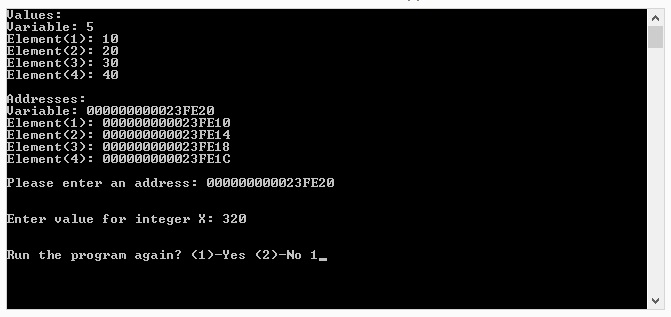 Values:
Variable: 5
Element(1): 10
Element(2): 20
Element(3): 30
Element(4): 40
Addresses:
Variable: 000000000023FE20
Element(1): 000000000023FE10
Element(2): 000000000023FE14
Element(3): 000000000023FE18
Element(4): 000000000023FE1C
Please enter an address: 000000000023FE20
Enter value for integer X: 320
Run the program again? (1)-Yes (2)-No 1_